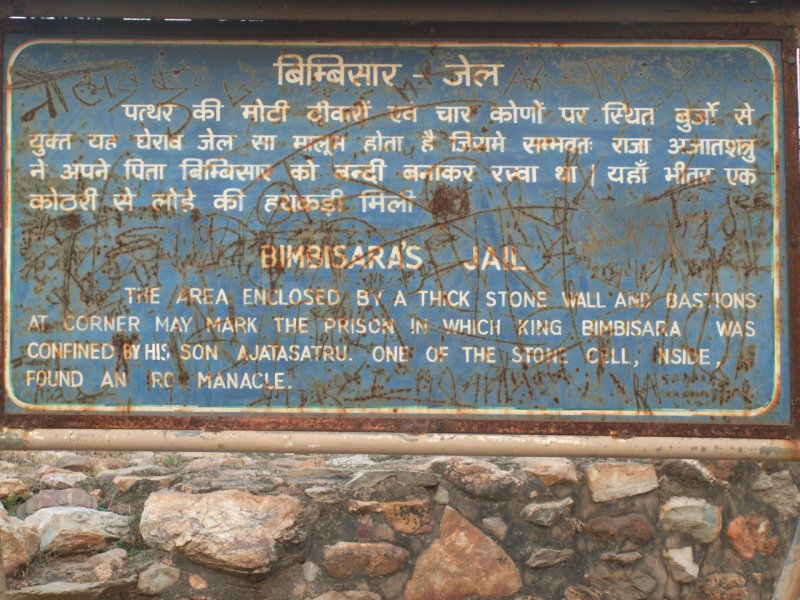 बिम्बिसार - जेल
पत्थर की मोटी दीवारों एवं चार कोणों पर स्थित बुर्जो से
युक्त यह घेराव जेल सा मालूम होता है जिसमे सम्भवतः राजा अजातशत्रु
ने अपने पिता बिम्बिसार को बन्दी बनाकर रखा था । यहाँ भीतर एक
कोठरी से लोहे की हथकड़ी मिली
BIMBISARA'S JAIL
THE AREA ENCLOSED BY A THICK STONE WALL AND BASTIONS
AT CORNER MAY MARK THE PRISON IN WHICH KING BIMBISARA WAS
CONFINED BY HIS SON AJATASATRU. ONE OF THE STONE CELL, INSIDE,
FOUND AN IRO MANACLE.